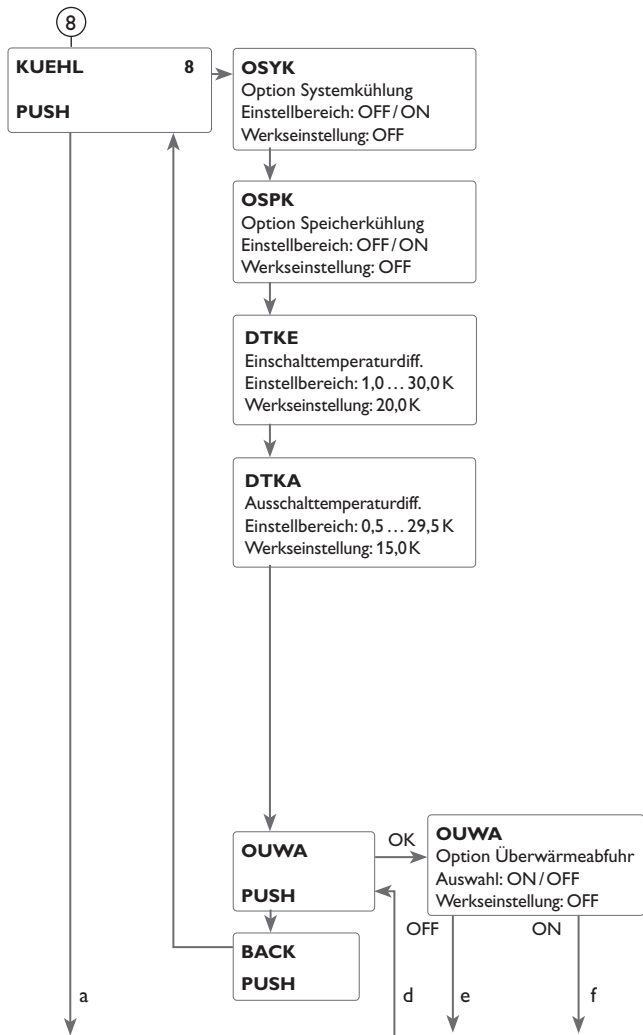 8
KUEHL 8
PUSH
OSYK
Option Systemkühlung
Einstellbereich: OFF/ON
Werkseinstellung: OFF
OSPK
Option Speicherkühlung
Einstellbereich: OFF/ON
Werkseinstellung: OFF
DTKE
Einschalttemperaturdiff.
Einstellbereich: 1,0 ... 30,0 K
Werkseinstellung: 20,0 K
DTKA
Ausschalttemperaturdiff.
Einstellbereich: 0,5 ... 29,5 K
Werkseinstellung: 15,0 K
OUWA
PUSH
OK
OUWA
Option Überwärmeabfuhr
Auswahl: ON/OFF
Werkseinstellung: OFF
OFF ON
BACK
PUSH
a d e f